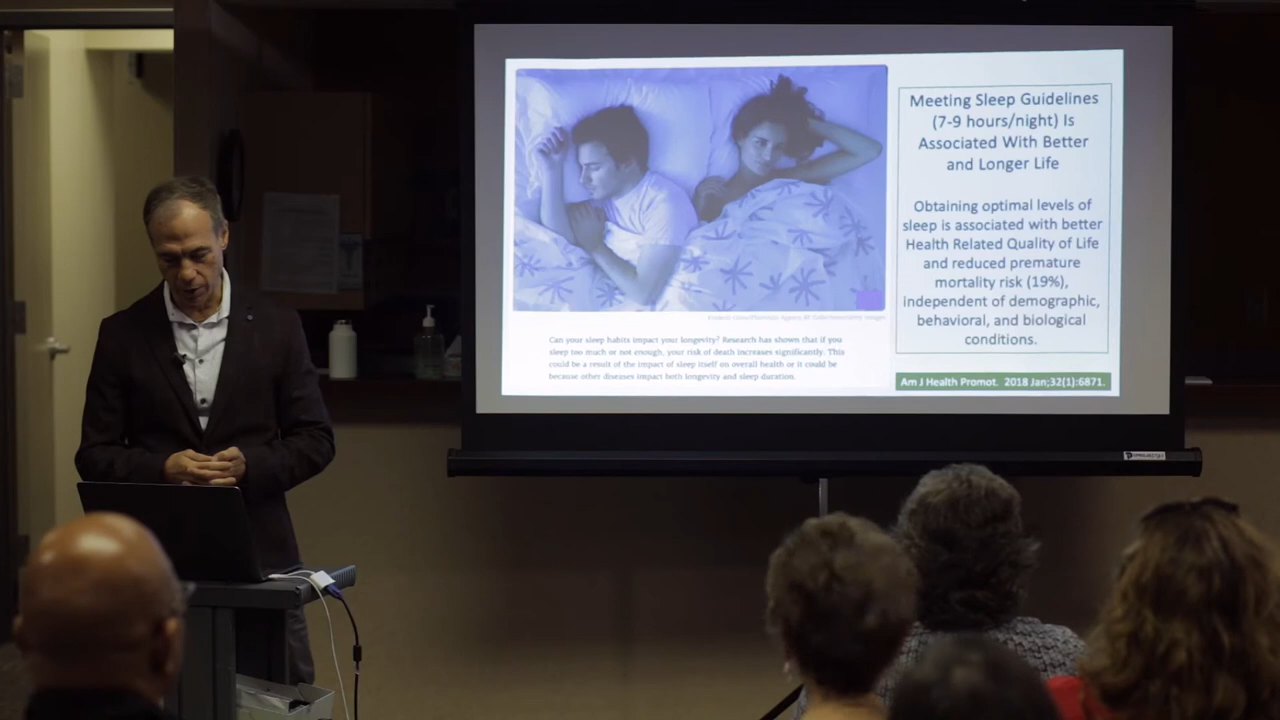 Meeting Sleep Guidelines
(7-9 hours/night) Is
Associated With Better
and Longer Life
Obtaining optimal levels of
sleep is associated with better
Health Related Quality of Life
and reduced premature
mortality risk (19%),
independent of demographic,
behavioral, and biological
conditions.
Can your sleep habits impact your longevity? Research has shown that if you
sleep too much or not enough, your risk of death increases significantly. This
could be a result of the impact of sleep itself on overall health or it could be
because other diseases impact both longevity and sleep duration.
Am J Health Promot. 2018 Jan;32(1):6871.